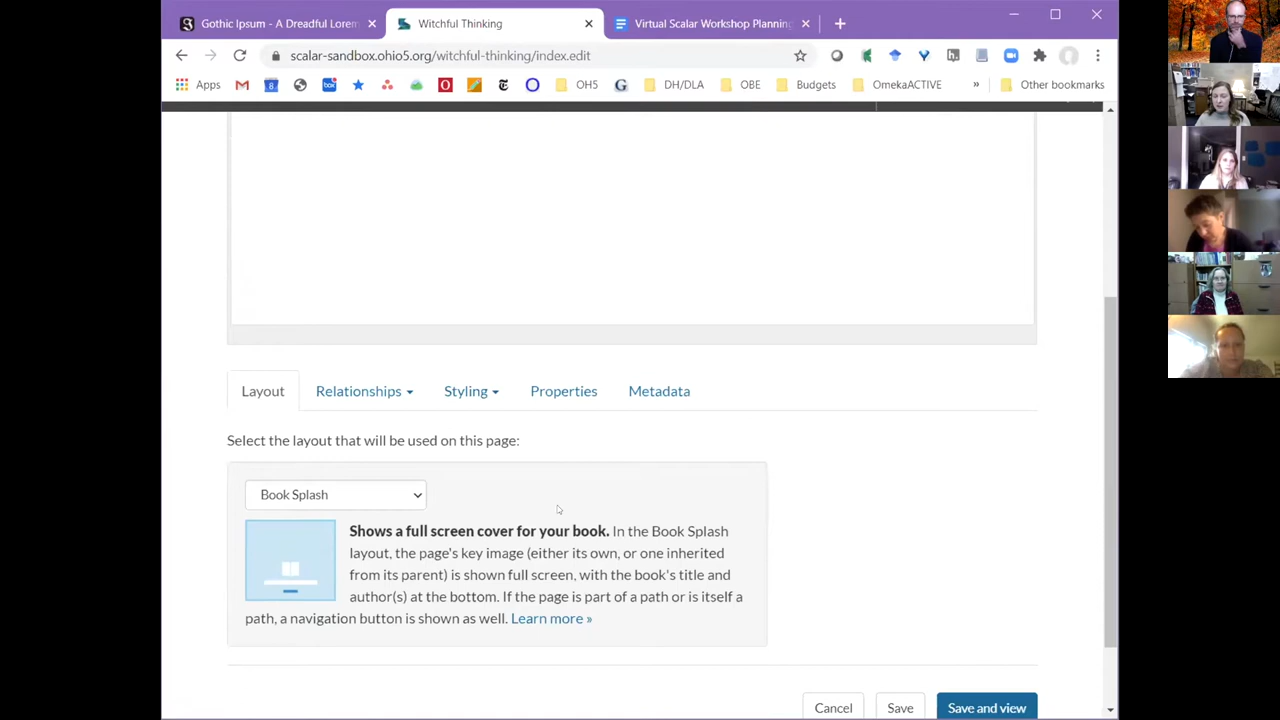 Gothic Ipsum - A Dreadful Lorem
Witchful Thinking
Virtual Scalar Workshop Planning
scalar-sandbox.ohio5.org/witchful-thinking/index.edit
Apps
OH5
DH/DLA
OBE
Budgets
OmekaACTIVE
»
Other bookmarks
Layout
Relationships
Styling
Properties
Metadata
Select the layout that will be used on this page:
Book Splash
Shows a full screen cover for your book. In the Book Splash
layout, the page's key image (either its own, or one inherited
from its parent) is shown full screen, with the book's title and
author(s) at the bottom. If the page is part of a path or is itself a
path, a navigation button is shown as well. Learn more »
Cancel
Save
Save and view